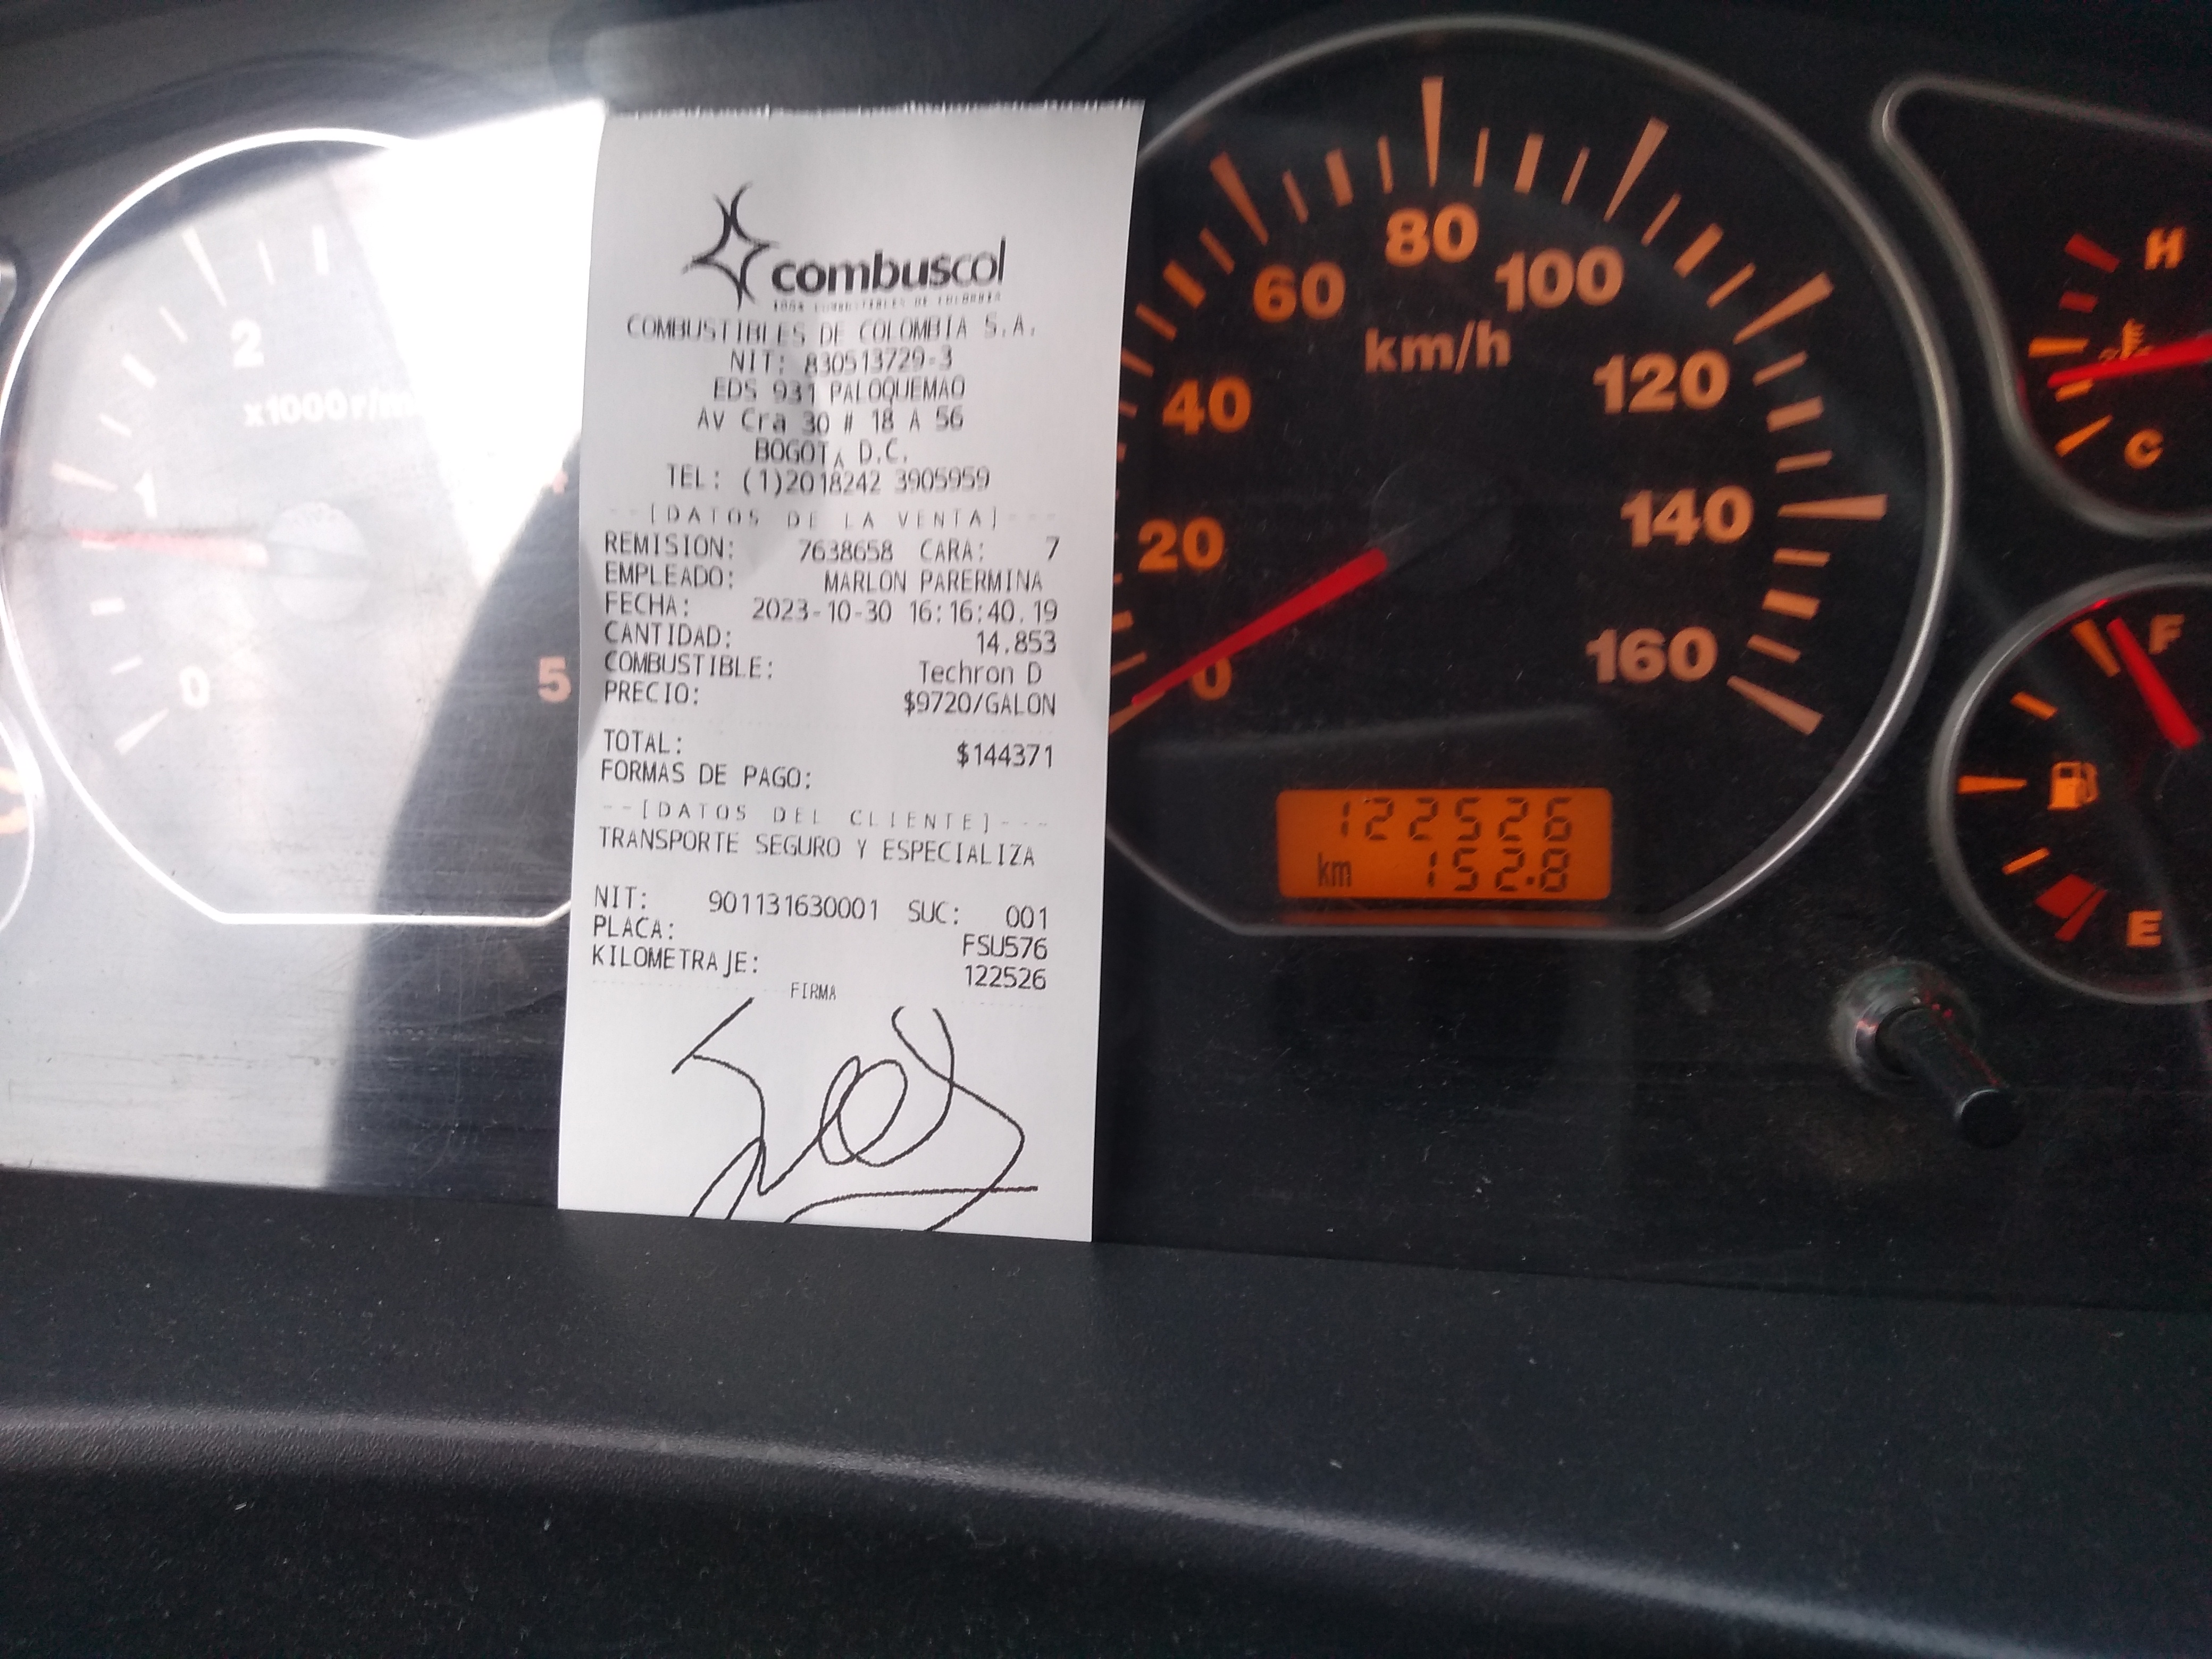 combuscol
COMBUSTIBLES DE COLOMBIA S.A.
NIT: 830513729-3
EDS 931 PALOQUEMAO
Av Cra 30 # 18 A 56
BOGOTA D.C.
TEL: (1)2018242 3905959
--[DATOS DE LA VENTA]---
REMISION: 7638658 CARA: 7
EMPLEADO: MARLON PARERMINA
FECHA: 2023-10-30 16:16:40.19
CANTIDAD: 14.853
COMBUSTIBLE: Techron D
PRECIO: $9720/GALON
TOTAL: $144371
FORMAS DE PAGO:
--[DATOS DEL CLIENTE]---
TRANSPORTE SEGURO Y ESPECIALIZA
NIT: 901131630001 SUC: 001
PLACA: FSU576
KILOMETRAJE: 122526
FIRMA
0
1
2
5
x1000 r/m
0
20
40
60
80
100
120
140
160
km/h
122526
km 152.8
H
C
F
E